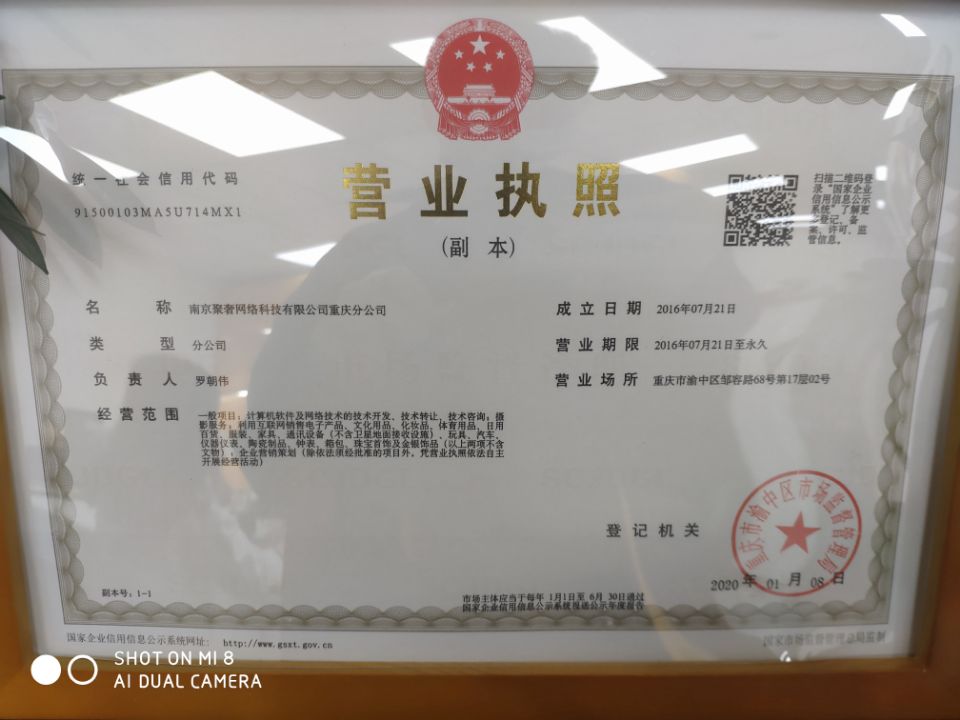 统一社会信用代码
91500103MA5U714MX1
营业执照
(副 本)
扫描二维码登
录“国家企业
信用信息公示
系统”了解更
多登记、备
案、许可、监
管信息。
名 称 南京聚奢网络科技有限公司重庆分公司
类 型 分公司
负 责 人 罗朝伟
经 营 范 围 一般项目:计算机软件及网络技术的技术开发、技术转让、技术咨询;摄
影服务;利用互联网销售电子产品、文化用品、化妆品、体育用品、日用
百货、服装、家具、通讯设备(不含卫星地面接收设施)、玩具、汽车、
仪器仪表、陶瓷制品、钟表、箱包、珠宝首饰及金银饰品(以上两项不含
文物);企业营销策划(除依法须经批准的项目外,凭营业执照依法自主
开展经营活动)
成 立 日 期 2016年07月21日
营 业 期 限 2016年07月21日至永久
营 业 场 所 重庆市渝中区邹容路68号第17层02号
登 记 机 关
重庆市渝中区市场监督管理局
2020 年 01 月 08 日
副本号:1-1
市场主体应当于每年 1月1日至 6月 30日通过
国家企业信用信息公示系统报送公示年度报告
国家企业信用信息公示系统网址: http://www.gsxt.gov.cn
国家市场监督管理总局监制
SHOT ON MI 8
AI DUAL CAMERA